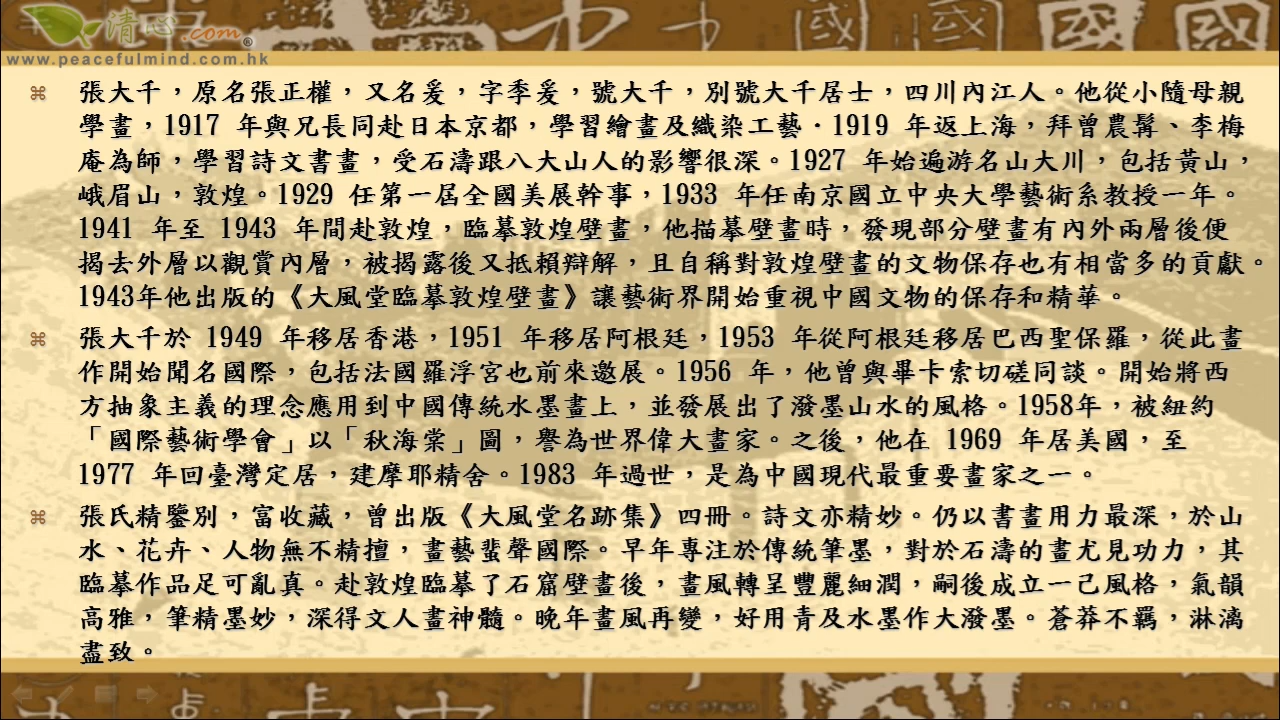 清心.com®
www.peacefulmind.com.hk
張大千，原名張正權，又名爰，字季爰，號大千，別號大千居士，四川內江人。他從小隨母親
學畫，1917 年與兄長同赴日本京都，學習繪畫及織染工藝．1919 年返上海，拜曾農髯、李梅
庵為師，學習詩文書畫，受石濤跟八大山人的影響很深。1927 年始遍游名山大川，包括黃山，
峨眉山，敦煌。1929 任第一屆全國美展幹事，1933 年任南京國立中央大學藝術系教授一年。
1941 年至 1943 年間赴敦煌，臨摹敦煌壁畫，他描摹壁畫時，發現部分壁畫有內外兩層後便
揭去外層以觀賞內層，被揭露後又抵賴辯解，且自稱對敦煌壁畫的文物保存也有相當多的貢獻。
1943年他出版的《大風堂臨摹敦煌壁畫》讓藝術界開始重視中國文物的保存和精華。
張大千於 1949 年移居香港，1951 年移居阿根廷，1953 年從阿根廷移居巴西聖保羅，從此畫
作開始聞名國際，包括法國羅浮宮也前來邀展。1956 年，他曾與畢卡索切磋同談。開始將西
方抽象主義的理念應用到中國傳統水墨畫上，並發展出了潑墨山水的風格。1958年，被紐約
「國際藝術學會」以「秋海棠」圖，譽為世界偉大畫家。之後，他在 1969 年居美國，至
1977 年回臺灣定居，建摩耶精舍。1983 年過世，是為中國現代最重要畫家之一。
張氏精鑒別，富收藏，曾出版《大風堂名跡集》四冊。詩文亦精妙。仍以書畫用力最深，於山
水、花卉、人物無不精擅，畫藝蜚聲國際。早年專注於傳統筆墨，對於石濤的畫尤見功力，其
臨摹作品足可亂真。赴敦煌臨摹了石窟壁畫後，畫風轉呈豐麗細潤，嗣後成立一己風格，氣韻
高雅，筆精墨妙，深得文人畫神髓。晚年畫風再變，好用青及水墨作大潑墨。蒼莽不羈，淋漓
盡致。